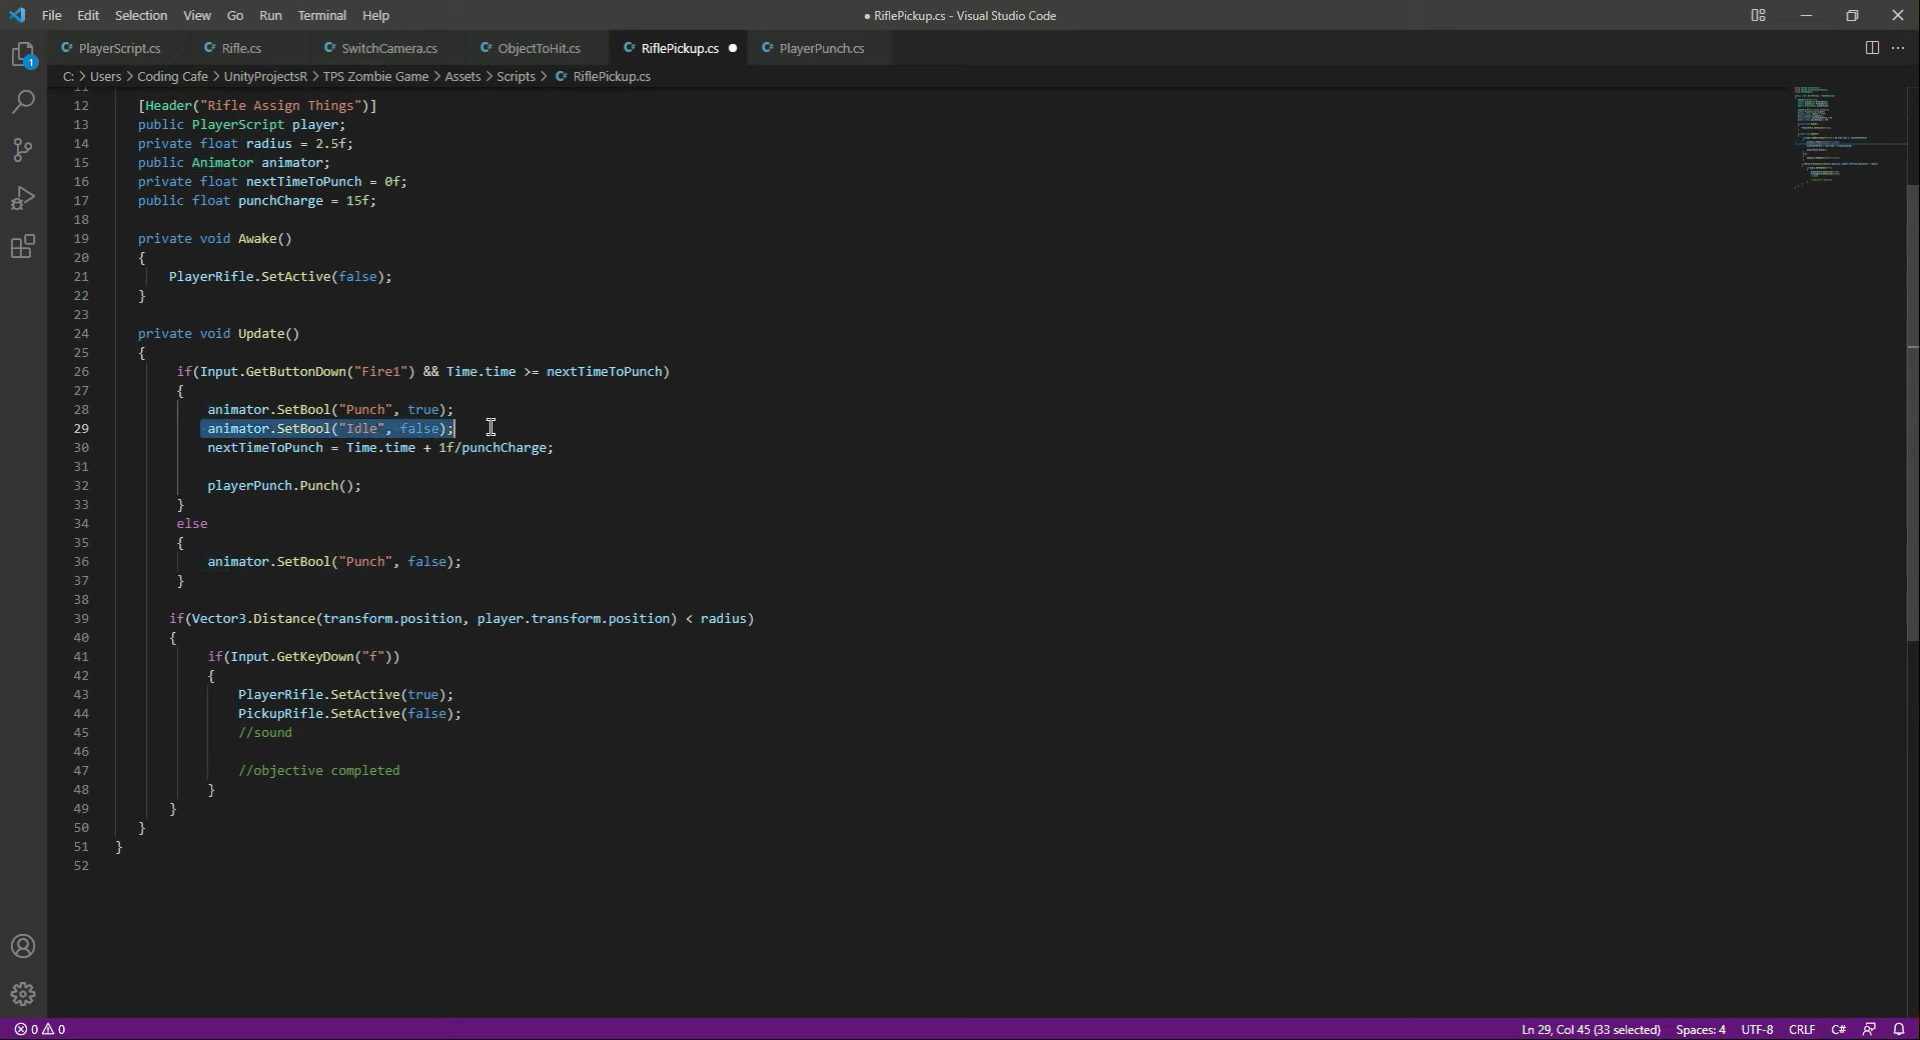 File Edit Selection View Go Run Terminal Help
● RiflePickup.cs - Visual Studio Code
PlayerScript.cs Rifle.cs SwitchCamera.cs ObjectToHit.cs RiflePickup.cs ● PlayerPunch.cs
1
C: > Users > Coding Cafe > UnityProjectsR > TPS Zombie Game > Assets > Scripts > RiflePickup.cs
11
12 [Header("Rifle Assign Things")]
13 public PlayerScript player;
14 private float radius = 2.5f;
15 public Animator animator;
16 private float nextTimeToPunch = 0f;
17 public float punchCharge = 15f;
18
19 private void Awake()
20 {
21 PlayerRifle.SetActive(false);
22 }
23
24 private void Update()
25 {
26 if(Input.GetButtonDown("Fire1") && Time.time >= nextTimeToPunch)
27 {
28 animator.SetBool("Punch", true);
29 animator.SetBool("Idle", false);
30 nextTimeToPunch = Time.time + 1f/punchCharge;
31
32 playerPunch.Punch();
33 }
34 else
35 {
36 animator.SetBool("Punch", false);
37 }
38
39 if(Vector3.Distance(transform.position, player.transform.position) < radius)
40 {
41 if(Input.GetKeyDown("f"))
42 {
43 PlayerRifle.SetActive(true);
44 PickupRifle.SetActive(false);
45 //sound
46
47 //objective completed
48 }
49 }
50 }
51 }
52
0 0 Ln 29, Col 45 (33 selected) Spaces: 4 UTF-8 CRLF C#